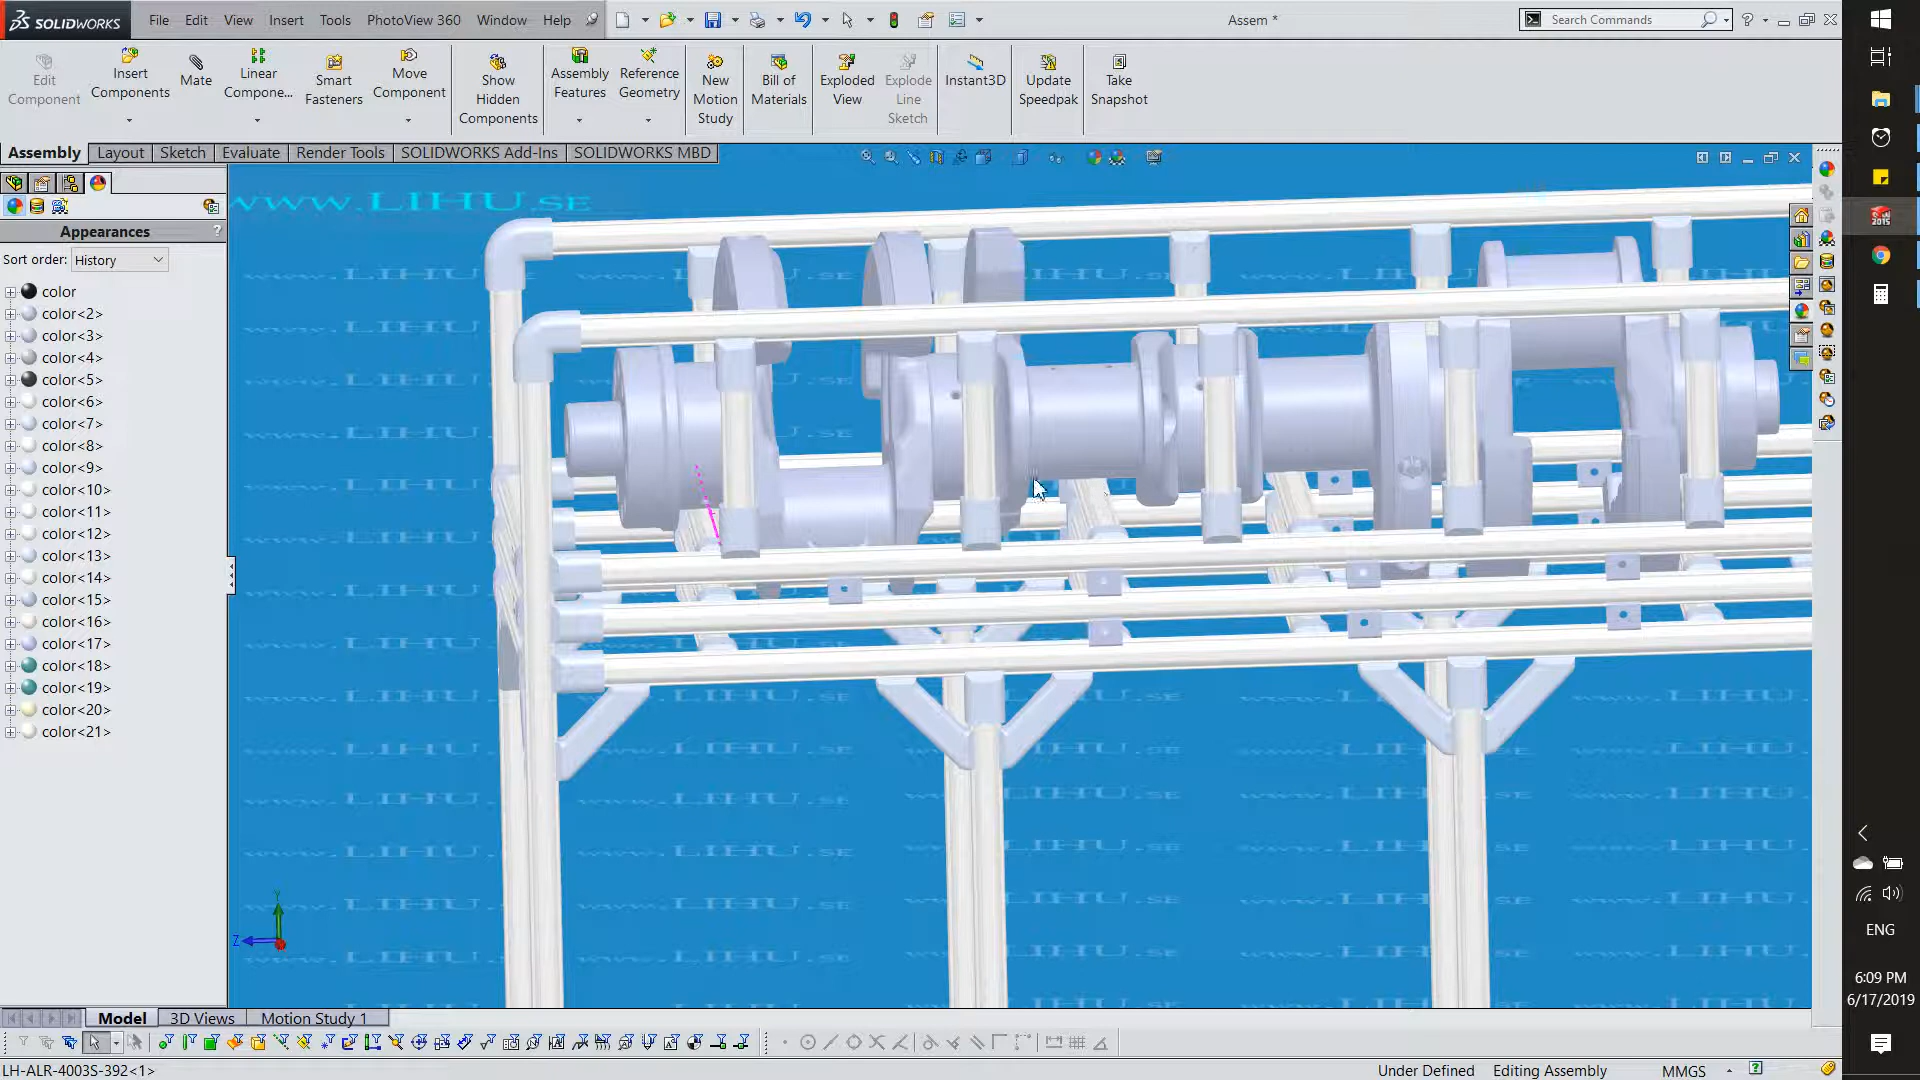 SOLIDWORKS File Edit View Insert Tools PhotoView 360 Window Help Assem * Search Commands
Edit Component
Insert Components
Mate
Linear Compone...
Smart Fasteners
Move Component
Show Hidden Components
Assembly Features
Reference Geometry
New Motion Study
Bill of Materials
Exploded View
Explode Line Sketch
Instant3D
Update Speedpak
Take Snapshot
Assembly Layout Sketch Evaluate Render Tools SOLIDWORKS Add-Ins SOLIDWORKS MBD
www.LIHU.SE
Appearances ?
Sort order: History
color
color<2>
color<3>
color<4>
color<5>
color<6>
color<7>
color<8>
color<9>
color<10>
color<11>
color<12>
color<13>
color<14>
color<15>
color<16>
color<17>
color<18>
color<19>
color<20>
color<21>
Y
Z
Model 3D Views Motion Study 1
LH-ALR-4003S-392<1> Under Defined Editing Assembly MMGS
2015
ENG
6:09 PM
6/17/2019